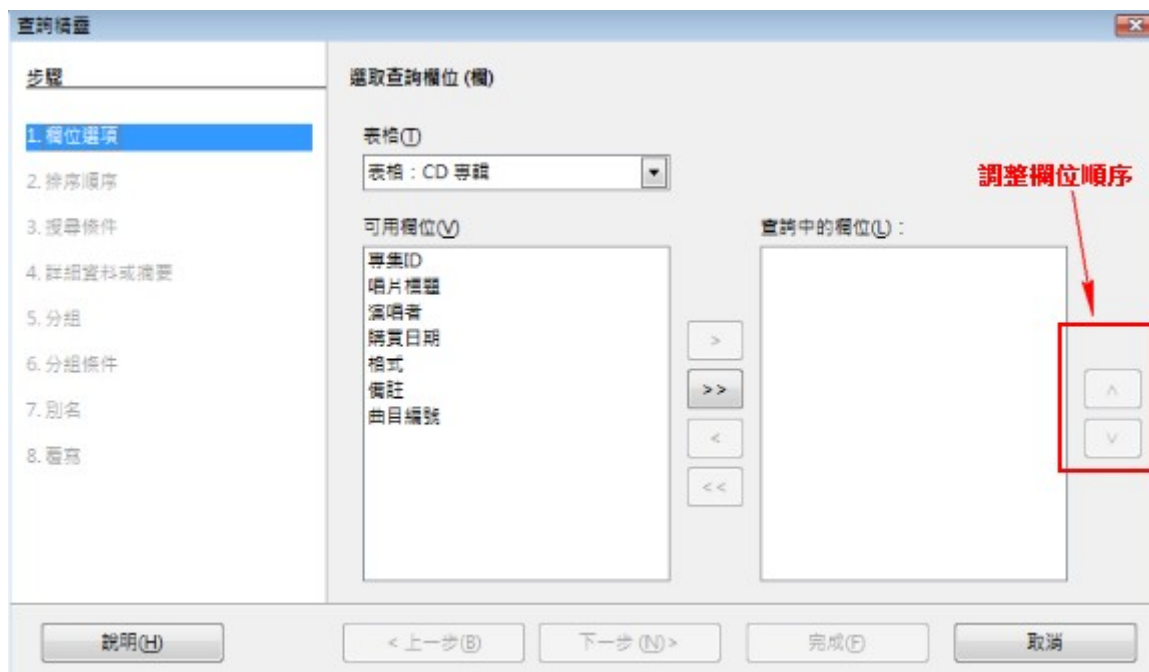 查詢精靈
步驟
1. 欄位選項
2. 排序順序
3. 搜尋條件
4. 詳細資料或摘要
5. 分組
6. 分組條件
7. 別名
8. 覆寫
選取查詢欄位 (欄)
表格(T)
表格：CD 專輯
可用欄位(V)
專集ID
唱片標題
演唱者
購買日期
格式
備註
曲目編號
>
>>
<
<<
查詢中的欄位(L)：
調整欄位順序
∧
∨
說明(H)
< 上一步(B)
下一步 (N) >
完成(F)
取消